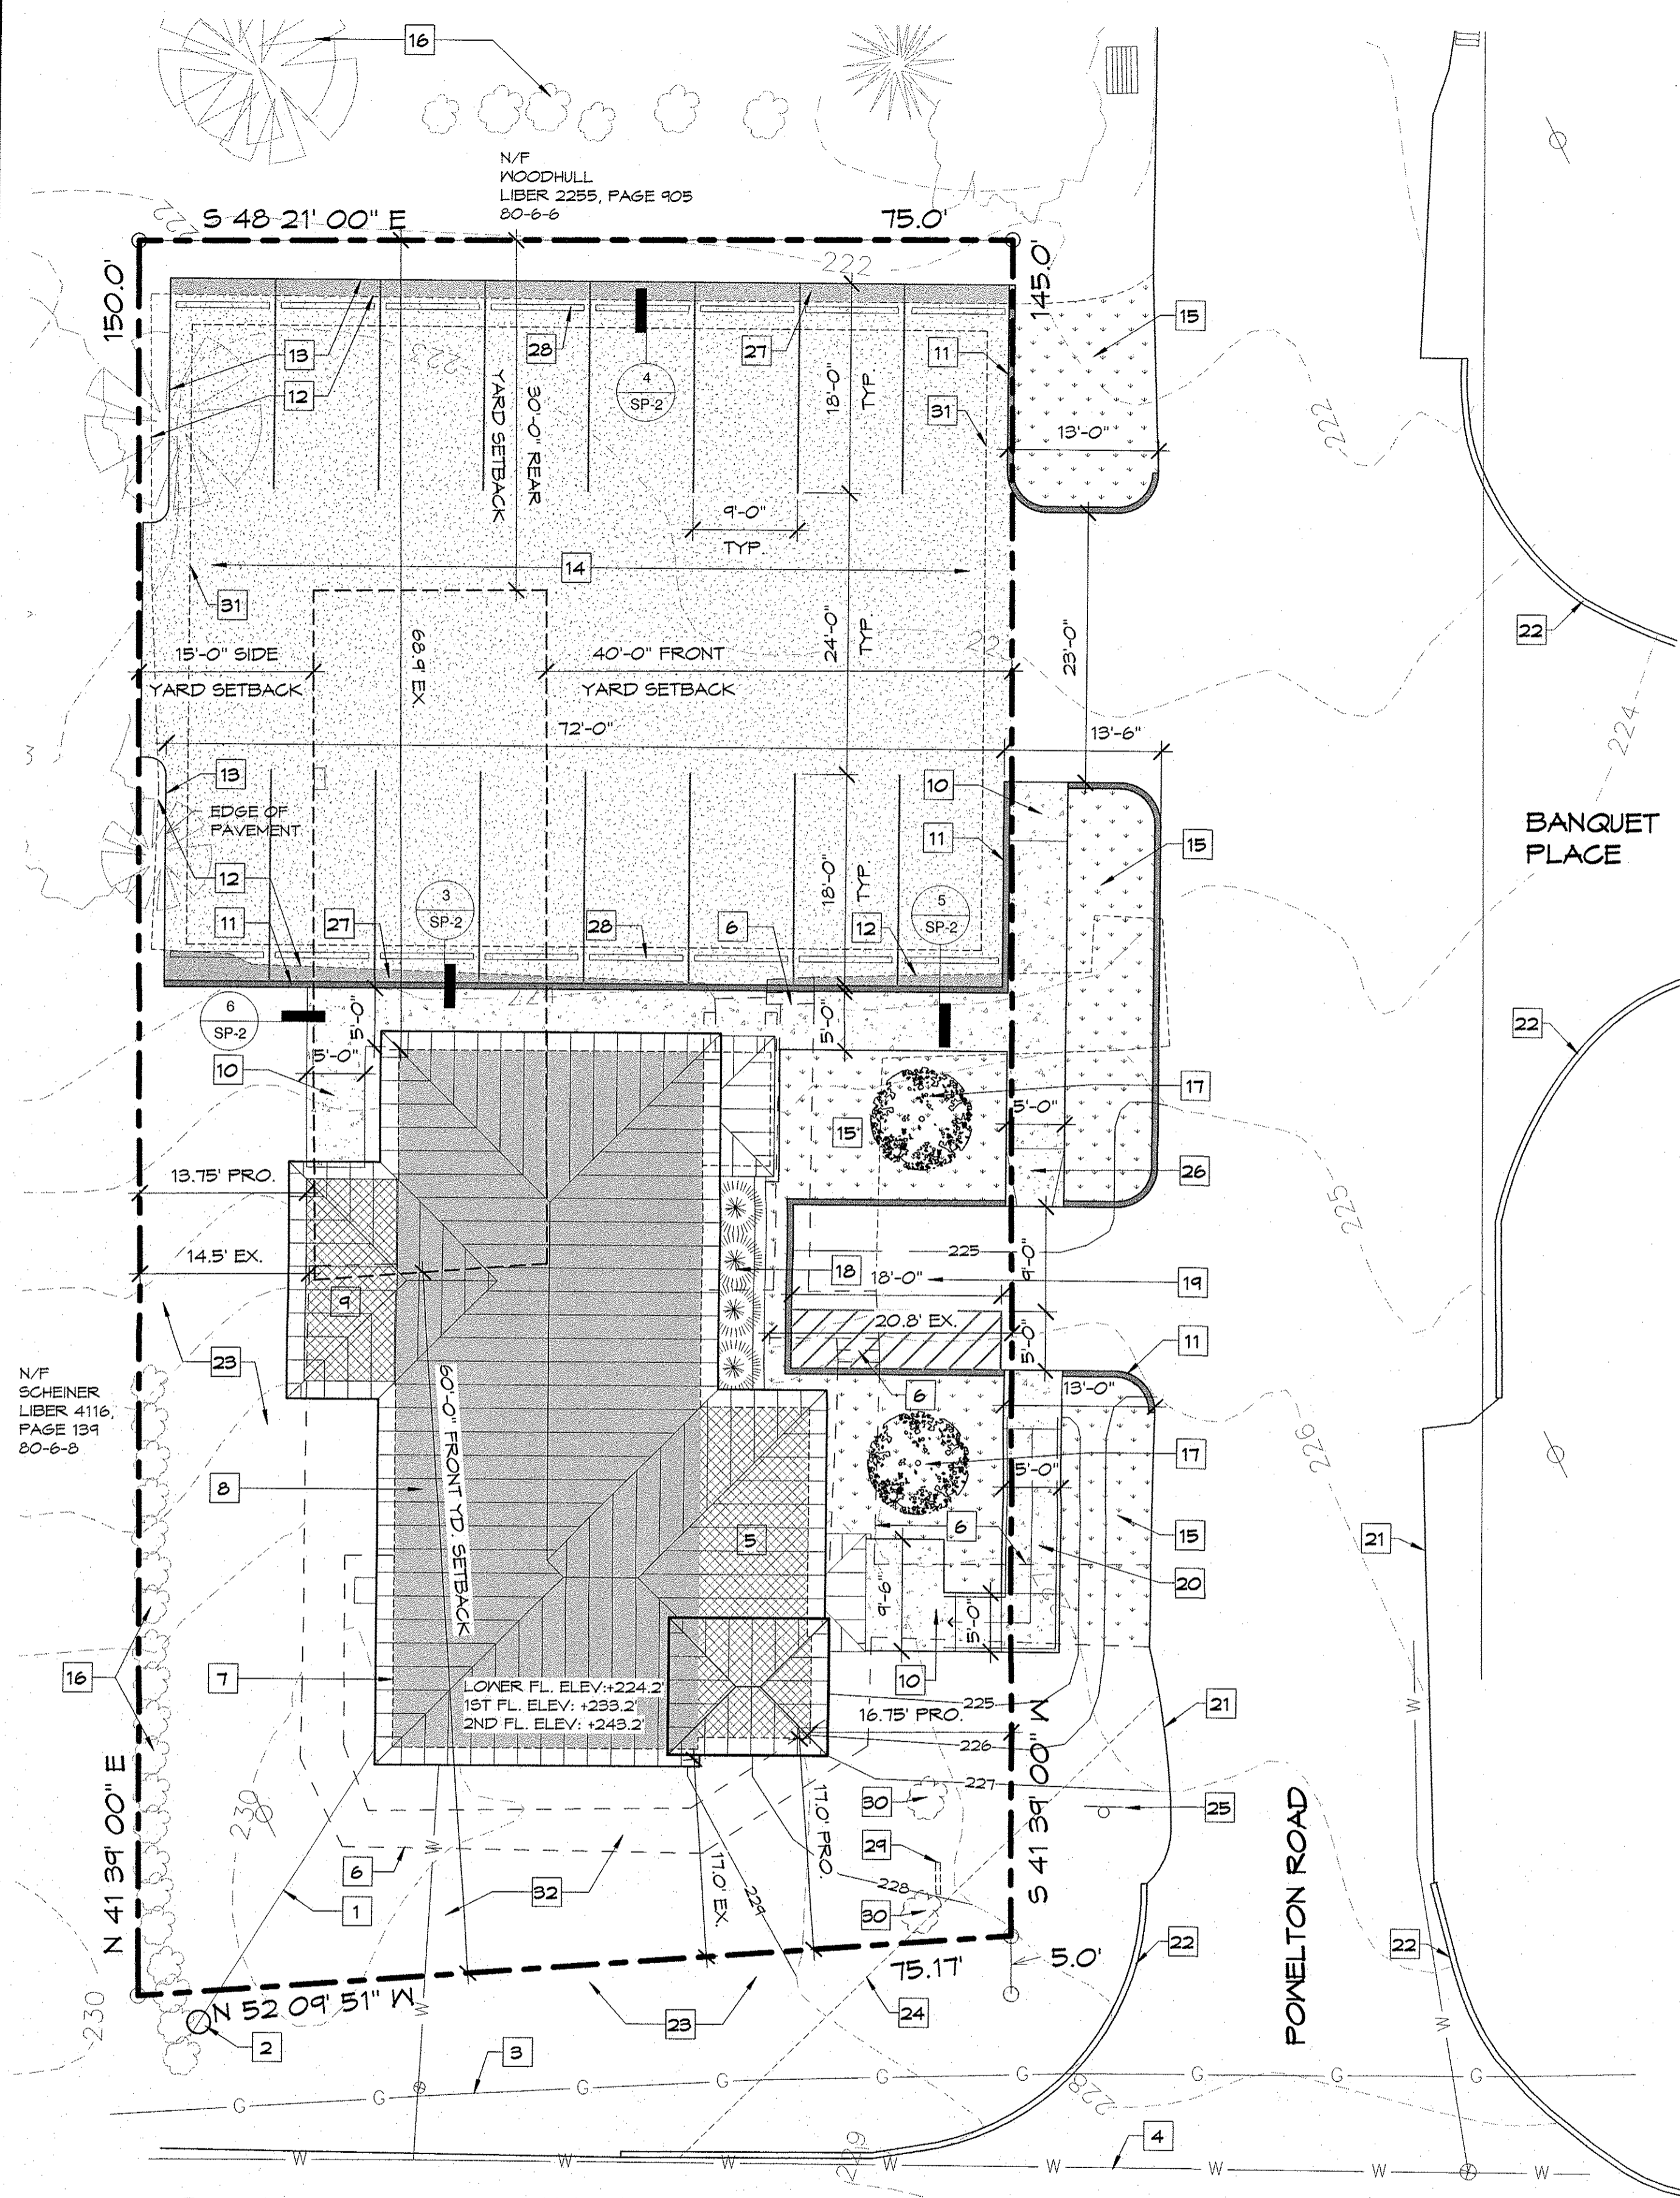 16
N/F
WOODHULL
LIBER 2255, PAGE 905
80-6-6
S 48 21' 00" E
75.0'
222
222
150.0'
145.0'
15
13
12
28
223
27
11
31
4
SP-2
18'-0"
TYP.
30'-0" REAR
YARD SETBACK
13'-0"
222
9'-0"
TYP.
14
31
22
15'-0" SIDE
YARD SETBACK
68.9' EX.
40'-0" FRONT
YARD SETBACK
24'-0"
TYP
22
23'-0"
72'-0"
13'-6"
224
3
13
EDGE OF
PAVEMENT
10
11
15
BANQUET
PLACE
12
11
27
3
SP-2
28
6
12
18'-0"
TYP
5
SP-2
6
SP-2
5'-0"
5'-0"
5'-0"
22
10
17
15
5'-0"
26
13.75' PRO.
14.5' EX.
225
225
9'-0"
18
18'-0"
19
9
20.8' EX.
5'-0"
11
23
N/F
SCHEINER
LIBER 4116,
PAGE 139
80-6-8
6
13'-0"
226
17
8
60'-0" FRONT YD. SETBACK
5'-0"
5
6
15
21
20
9'-6"
5'-0"
16
7
10
LOWER FL. ELEV:+224.2'
1ST FL. ELEV: +233.2'
2ND FL. ELEV: +243.2'
225
16.75' PRO.
226
227
21
W
N 41 39' 00" E
S 41 39' 00" W
230
30
25
29
17.0' PRO.
17.0' EX.
229
228
W
6
1
32
30
POWELTON ROAD
22
22
75.17'
5.0'
N 52 09' 51" W
230
W
24
23
2
W
3
G
G
G
G
G
G
G
G
228
4
229
W
W
W
W
W
W
W
W